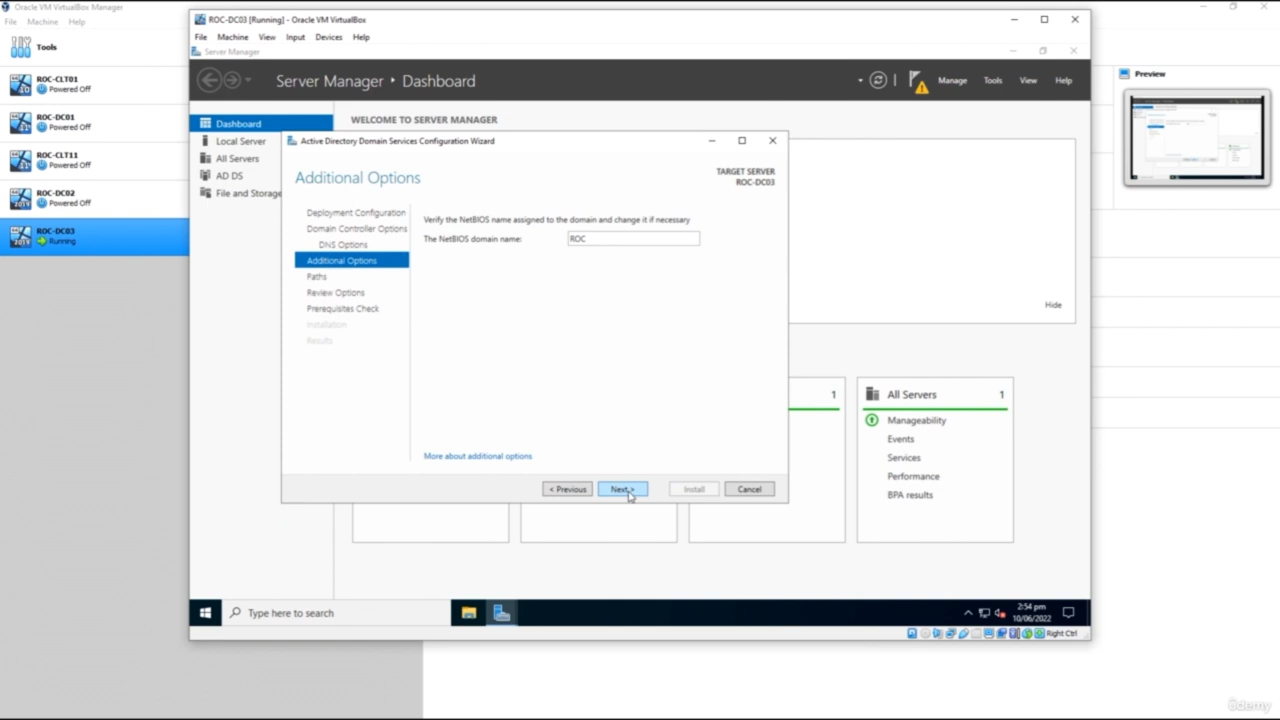 Oracle VM VirtualBox Manager
File Machine Help
Tools
ROC-CLT01
Powered Off
ROC-DC01
Powered Off
ROC-CLT11
Powered Off
ROC-DC02
Powered Off
ROC-DC03
Running
ROC-DC03 [Running] - Oracle VM VirtualBox
File Machine View Input Devices Help
Server Manager
Server Manager ‣ Dashboard
Manage Tools View Help
Dashboard
Local Server
All Servers
AD DS
File and Storage
WELCOME TO SERVER MANAGER
Active Directory Domain Services Configuration Wizard
Additional Options
TARGET SERVER
ROC-DC03
Deployment Configuration
Domain Controller Options
DNS Options
Additional Options
Paths
Review Options
Prerequisites Check
Installation
Results
Verify the NetBIOS name assigned to the domain and change it if necessary
The NetBIOS domain name: ROC
More about additional options
< Previous Next > Install Cancel
Hide
1
All Servers 1
Manageability
Events
Services
Performance
BPA results
Type here to search
2:54 pm
10/06/2022
Right Ctrl
Preview
ûdemy